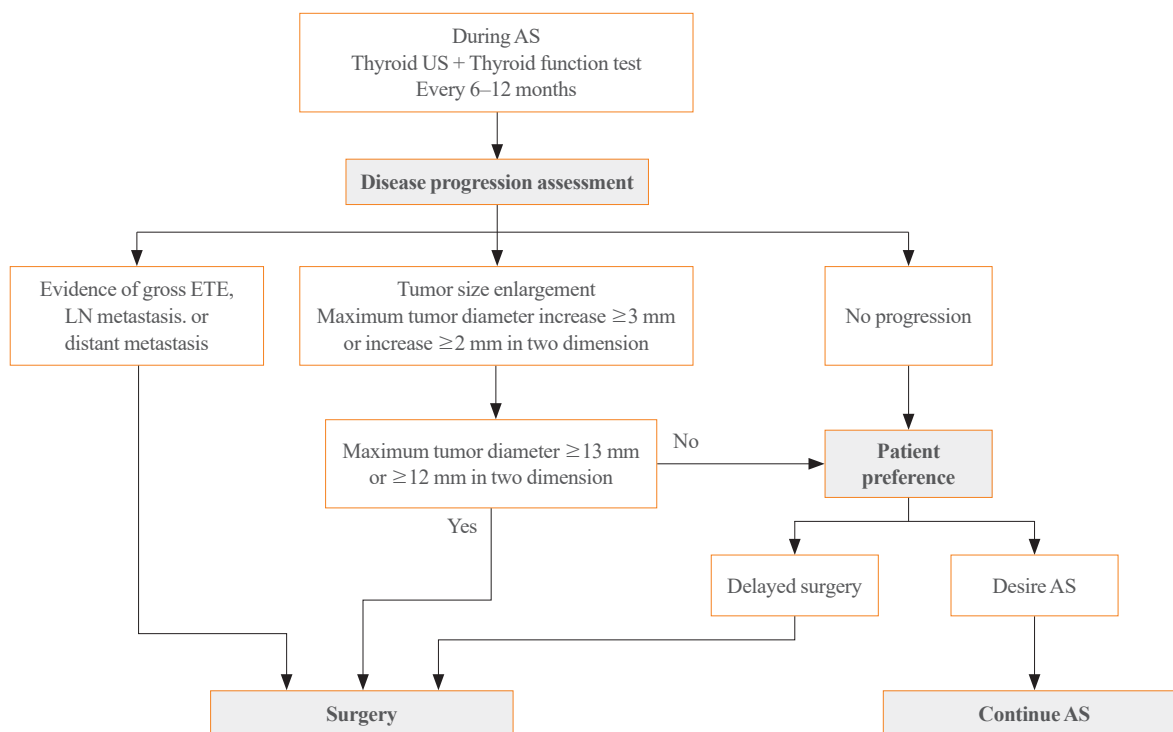 During AS
Thyroid US + Thyroid function test
Every 6–12 months
Disease progression assessment
Evidence of gross ETE,
LN metastasis. or
distant metastasis
Tumor size enlargement
Maximum tumor diameter increase ≥3 mm
or increase ≥2 mm in two dimension
No progression
Maximum tumor diameter ≥13 mm
or ≥12 mm in two dimension
No
Patient
preference
Yes
Delayed surgery
Desire AS
Surgery
Continue AS